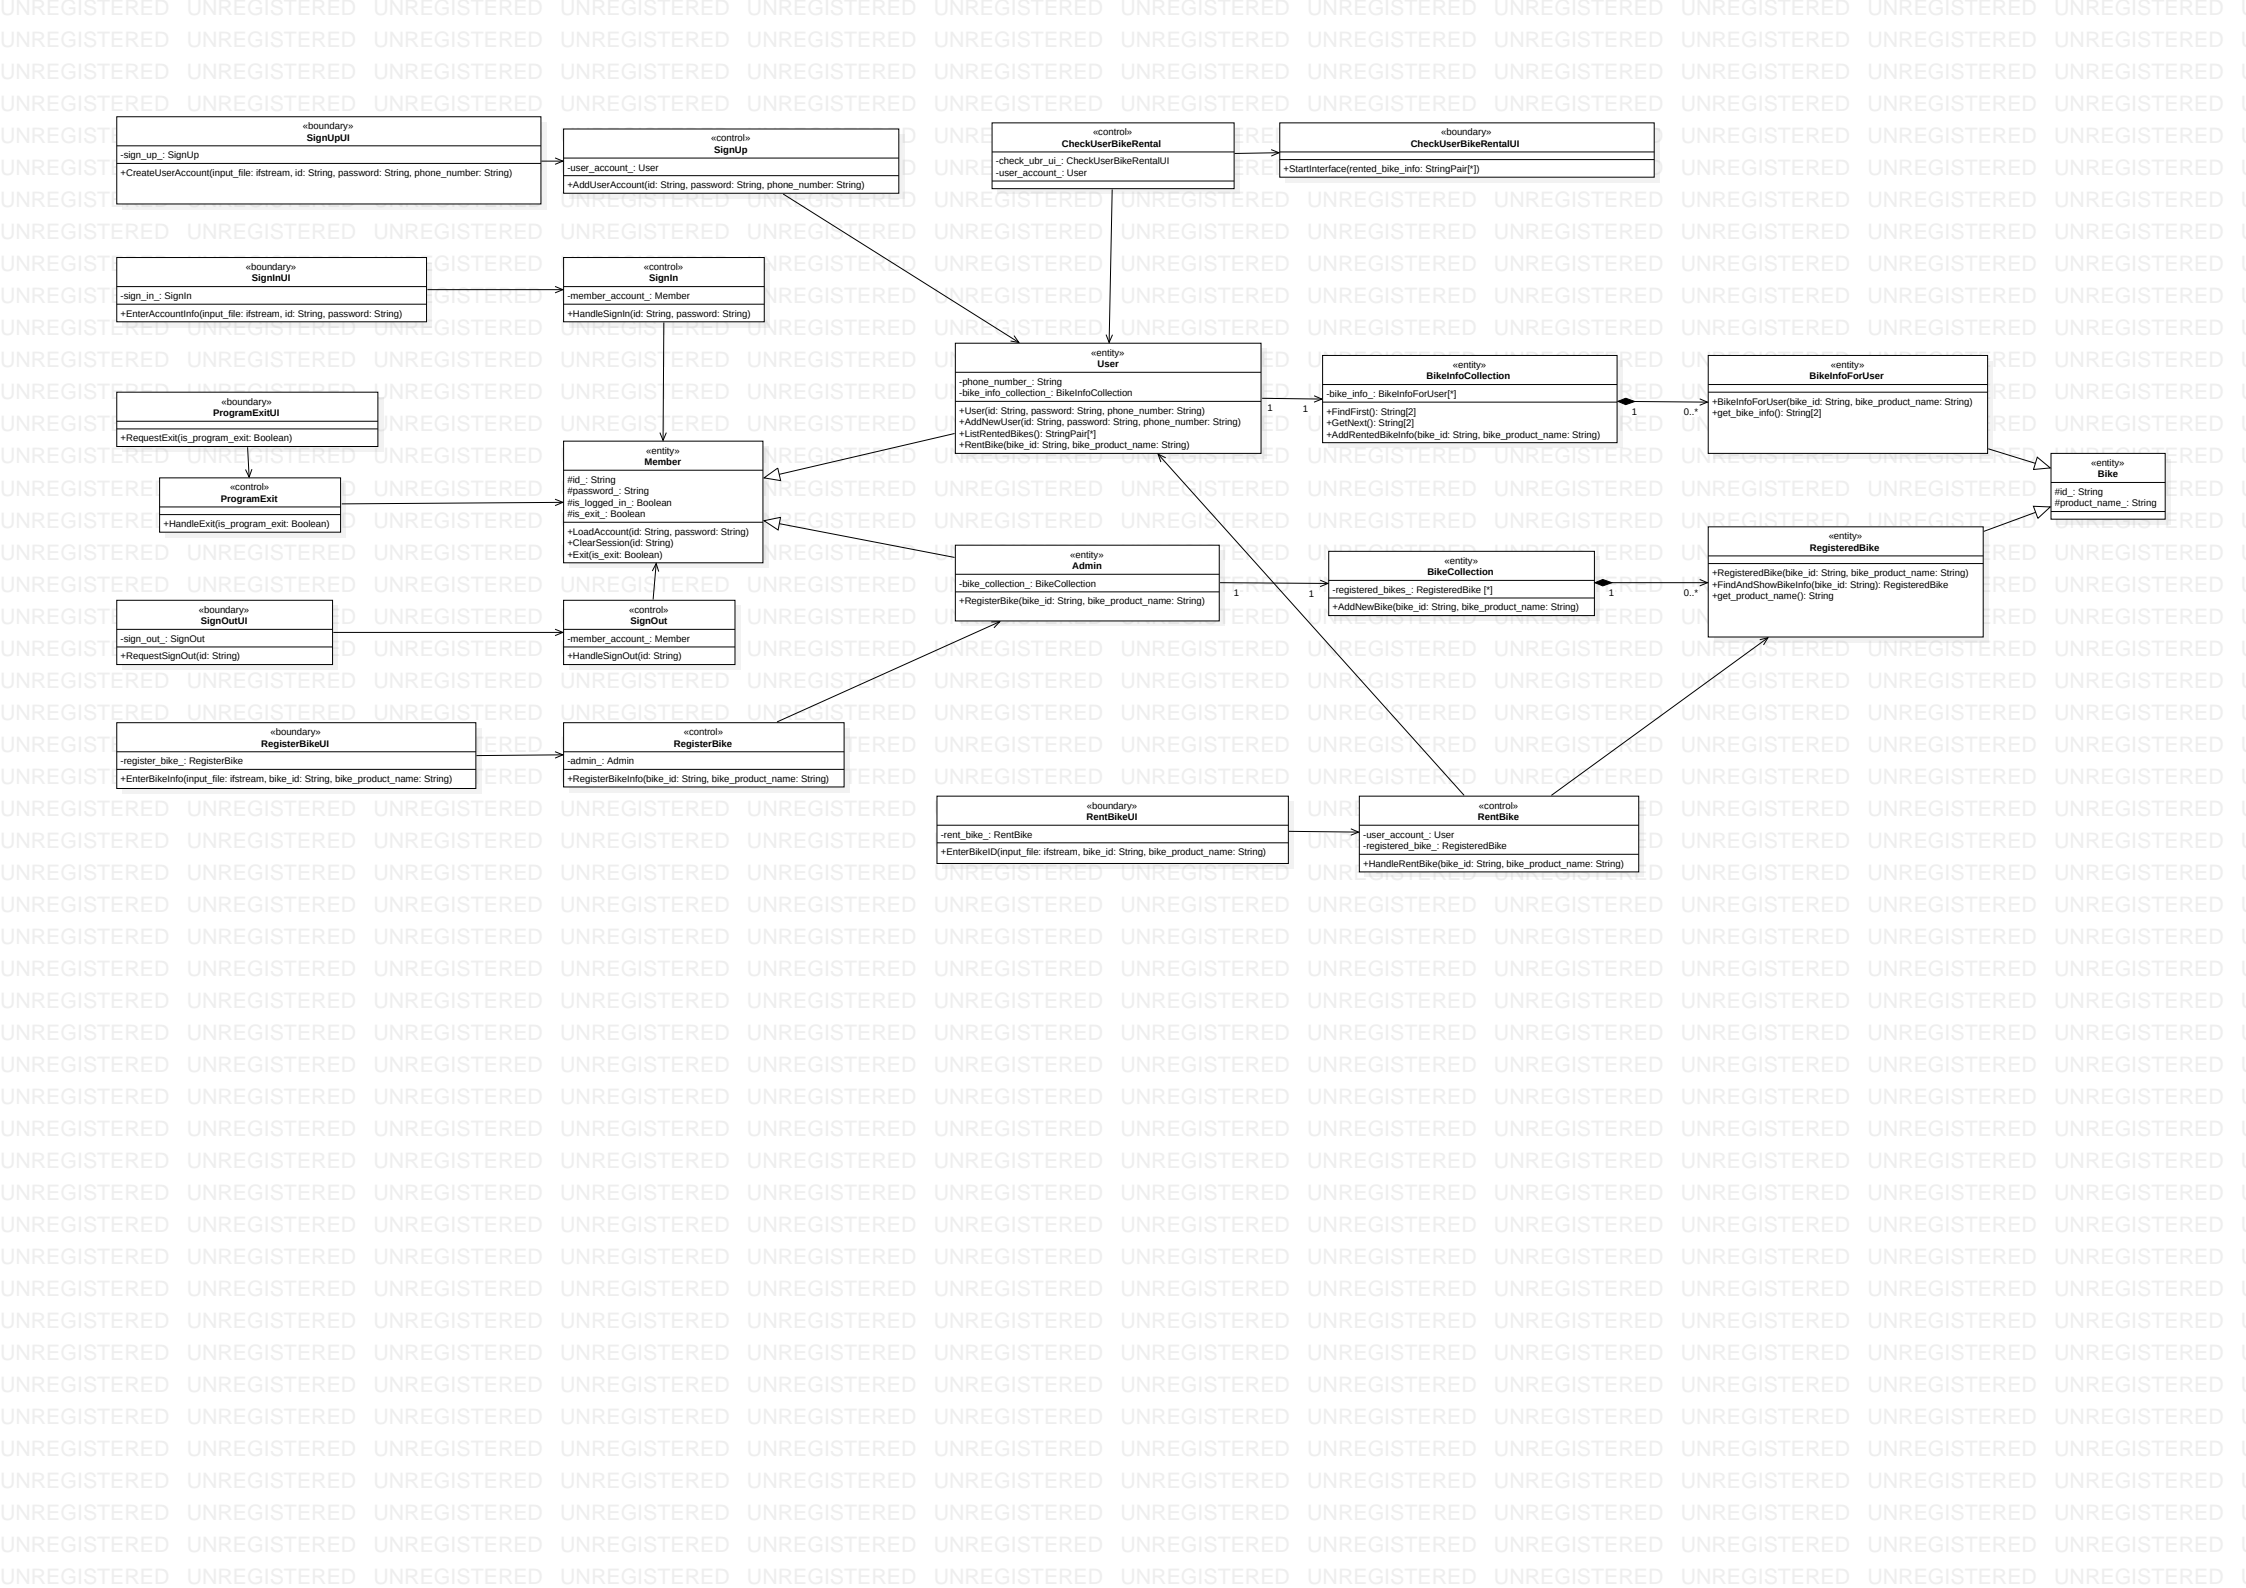 «boundary»
SignUpUI
-sign_up_: SignUp
+CreateUserAccount(input_file: ifstream, id: String, password: String, phone_number: String)
«control»
SignUp
-user_account_: User
+AddUserAccount(id: String, password: String, phone_number: String)
«control»
CheckUserBikeRental
-check_ubr_ui_: CheckUserBikeRentalUI
-user_account_: User
«boundary»
CheckUserBikeRentalUI
+StartInterface(rented_bike_info: StringPair[*])
«boundary»
SignInUI
-sign_in_: SignIn
+EnterAccountInfo(input_file: ifstream, id: String, password: String)
«control»
SignIn
-member_account_: Member
+HandleSignIn(id: String, password: String)
«entity»
User
-phone_number_: String
-bike_info_collection_: BikeInfoCollection
+User(id: String, password: String, phone_number: String)
+AddNewUser(id: String, password: String, phone_number: String)
+ListRentedBikes(): StringPair[*]
+RentBike(bike_id: String, bike_product_name: String)
1
1
«entity»
BikeInfoCollection
-bike_info_: BikeInfoForUser[*]
+FindFirst(): String[2]
+GetNext(): String[2]
+AddRentedBikeInfo(bike_id: String, bike_product_name: String)
1
0..*
«entity»
BikeInfoForUser
+BikeInfoForUser(bike_id: String, bike_product_name: String)
+get_bike_info(): String[2]
«boundary»
ProgramExitUI
+RequestExit(is_program_exit: Boolean)
«control»
ProgramExit
+HandleExit(is_program_exit: Boolean)
«entity»
Member
#id_: String
#password_: String
#is_logged_in_: Boolean
#is_exit_: Boolean
+LoadAccount(id: String, password: String)
+ClearSession(id: String)
+Exit(is_exit: Boolean)
«entity»
Bike
#id_: String
#product_name_: String
«entity»
Admin
-bike_collection_: BikeCollection
+RegisterBike(bike_id: String, bike_product_name: String)
1
1
«entity»
BikeCollection
-registered_bikes_: RegisteredBike [*]
+AddNewBike(bike_id: String, bike_product_name: String)
1
0..*
«entity»
RegisteredBike
+RegisteredBike(bike_id: String, bike_product_name: String)
+FindAndShowBikeInfo(bike_id: String): RegisteredBike
+get_product_name(): String
«boundary»
SignOutUI
-sign_out_: SignOut
+RequestSignOut(id: String)
«control»
SignOut
-member_account_: Member
+HandleSignOut(id: String)
«boundary»
RegisterBikeUI
-register_bike_: RegisterBike
+EnterBikeInfo(input_file: ifstream, bike_id: String, bike_product_name: String)
«control»
RegisterBike
-admin_: Admin
+RegisterBikeInfo(bike_id: String, bike_product_name: String)
«boundary»
RentBikeUI
-rent_bike_: RentBike
+EnterBikeID(input_file: ifstream, bike_id: String, bike_product_name: String)
«control»
RentBike
-user_account_: User
-registered_bike_: RegisteredBike
+HandleRentBike(bike_id: String, bike_product_name: String)
UNREGISTERED